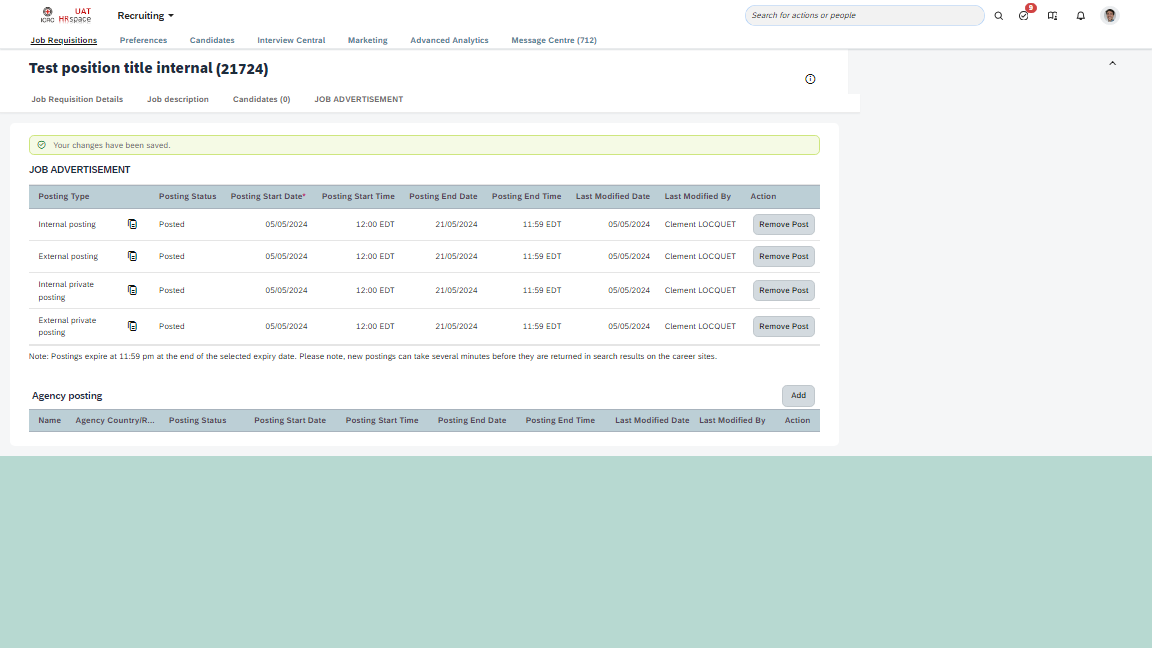 ICRC UAT HRspace Recruiting Search for actions or people 9
Job Requisitions Preferences Candidates Interview Central Marketing Advanced Analytics Message Centre (712)
Test position title internal (21724)
Job Requisition Details Job description Candidates (0) JOB ADVERTISEMENT
Your changes have been saved.
JOB ADVERTISEMENT
Posting Type Posting Status Posting Start Date* Posting Start Time Posting End Date Posting End Time Last Modified Date Last Modified By Action
Internal posting Posted 05/05/2024 12:00 EDT 21/05/2024 11:59 EDT 05/05/2024 Clement LOCQUET Remove Post
External posting Posted 05/05/2024 12:00 EDT 21/05/2024 11:59 EDT 05/05/2024 Clement LOCQUET Remove Post
Internal private posting Posted 05/05/2024 12:00 EDT 21/05/2024 11:59 EDT 05/05/2024 Clement LOCQUET Remove Post
External private posting Posted 05/05/2024 12:00 EDT 21/05/2024 11:59 EDT 05/05/2024 Clement LOCQUET Remove Post
Note: Postings expire at 11:59 pm at the end of the selected expiry date. Please note, new postings can take several minutes before they are returned in search results on the career sites.
Agency posting Add
Name Agency Country/R... Posting Status Posting Start Date Posting Start Time Posting End Date Posting End Time Last Modified Date Last Modified By Action